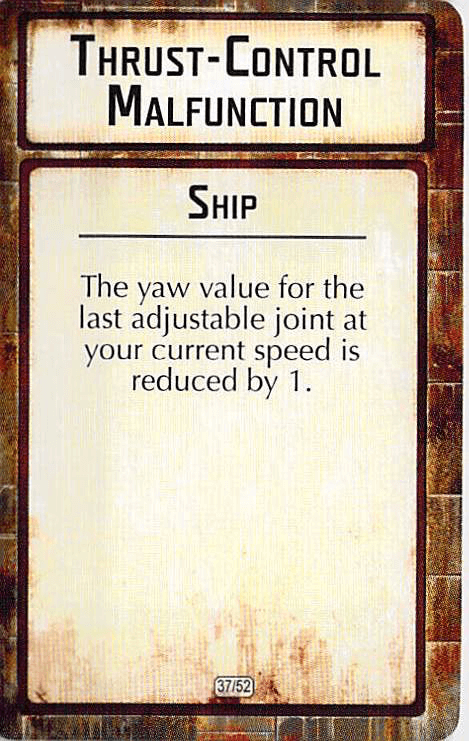 Thrust-Control
Malfunction
Ship
The yaw value for the
last adjustable joint at
your current speed is
reduced by 1.
37/52